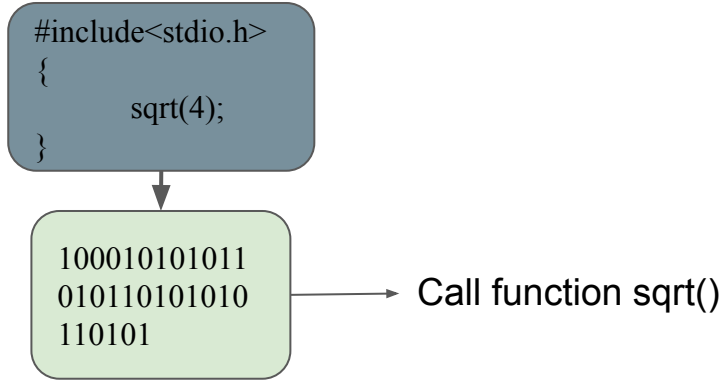 #include<stdio.h>
{
sqrt(4);
}
100010101011
010110101010
110101
Call function sqrt()